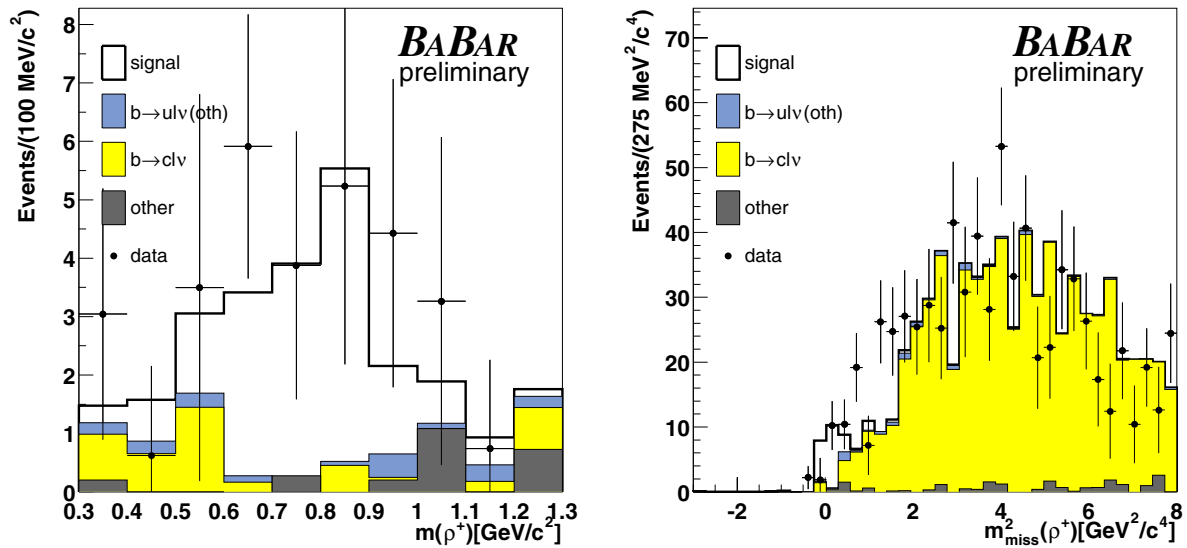 Events/(100 MeV/c²)
8
7
6
5
4
3
2
1
0
BABAR
preliminary
signal
b→ulν(oth)
b→clν
other
data
0.3 0.4 0.5 0.6 0.7 0.8 0.9 1 1.1 1.2 1.3
m(ρ⁺)[GeV/c²]
Events/(275 MeV²/c⁴)
70
60
50
40
30
20
10
0
BABAR
preliminary
signal
b→ulν(oth)
b→clν
other
data
-2 0 2 4 6 8
m²miss(ρ⁺)[GeV²/c⁴]